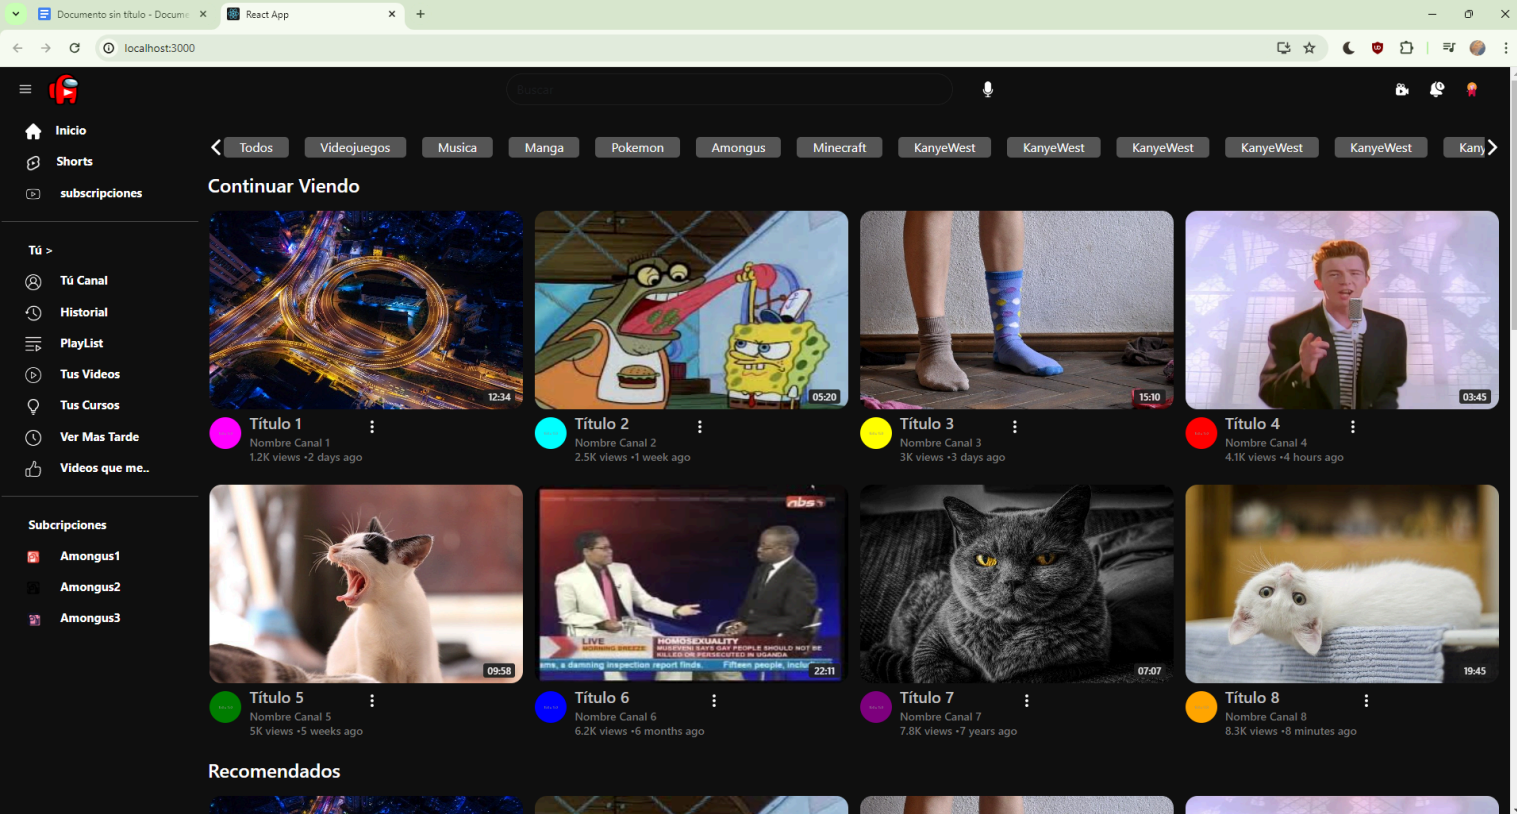 Documento sin título - Docume
React App
localhost:3000
Buscar
Inicio
Shorts
subscripciones
Tú >
Tú Canal
Historial
PlayList
Tus Videos
Tus Cursos
Ver Mas Tarde
Videos que me..
Subcripciones
Amongus1
Amongus2
Amongus3
Todos Videojuegos Musica Manga Pokemon Amongus Minecraft KanyeWest KanyeWest KanyeWest KanyeWest KanyeWest Kany
Continuar Viendo
12:34
05:20
15:10
03:45
Título 1
Nombre Canal 1
1.2K views •2 days ago
Título 2
Nombre Canal 2
2.5K views •1 week ago
Título 3
Nombre Canal 3
3K views •3 days ago
Título 4
Nombre Canal 4
4.1K views •4 hours ago
09:58
nbs
LIVE
MORNING BREEZE
HOMOSEXUALITY
MUSEVENI SAYS GAY PEOPLE SHOULD NOT BE
KILLED OR PERSECUTED IN UGANDA
ems, a damning inspection report finds. Fifteen people, includ
22:11
07:07
19:45
Título 5
Nombre Canal 5
5K views •5 weeks ago
Título 6
Nombre Canal 6
6.2K views •6 months ago
Título 7
Nombre Canal 7
7.8K views •7 years ago
Título 8
Nombre Canal 8
8.3K views •8 minutes ago
Recomendados